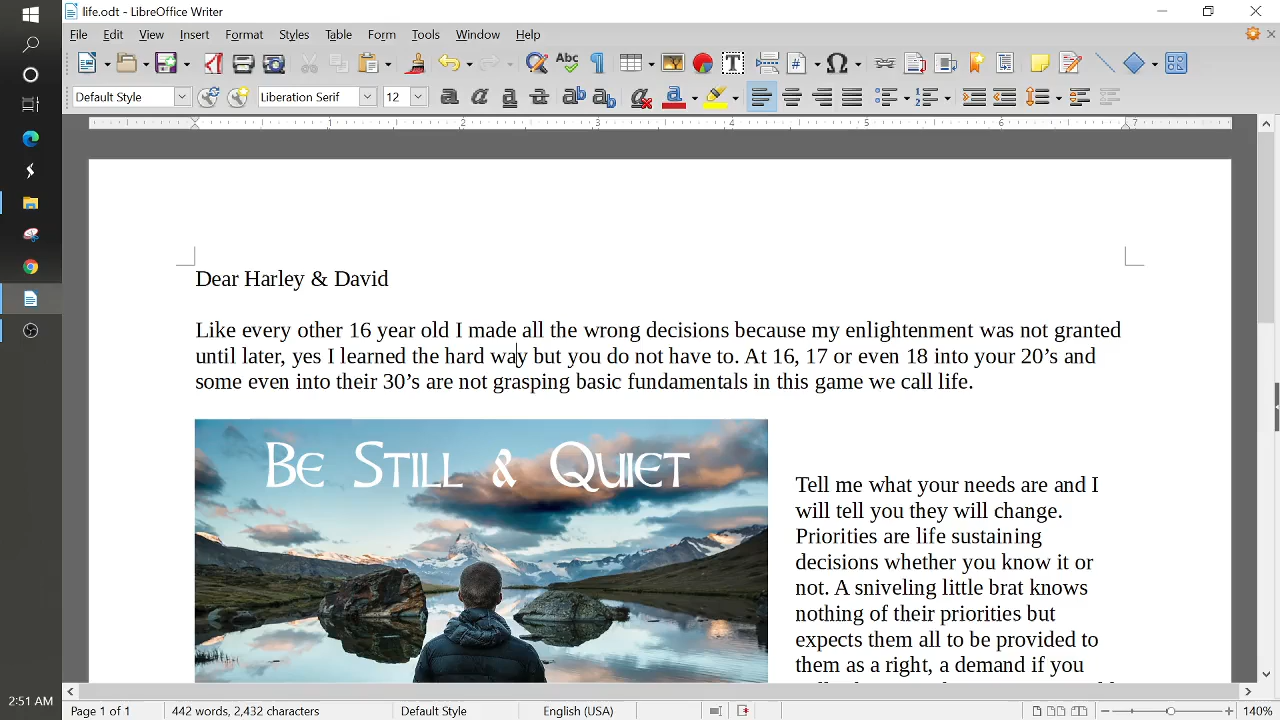 life.odt - LibreOffice Writer
File Edit View Insert Format Styles Table Form Tools Window Help
Default Style Liberation Serif 12
1 2 3 4 5 6 7
Dear Harley & David
Like every other 16 year old I made all the wrong decisions because my enlightenment was not granted
until later, yes I learned the hard way but you do not have to. At 16, 17 or even 18 into your 20’s and
some even into their 30’s are not grasping basic fundamentals in this game we call life.
Be Still & Quiet
Tell me what your needs are and I
will tell you they will change.
Priorities are life sustaining
decisions whether you know it or
not. A sniveling little brat knows
nothing of their priorities but
expects them all to be provided to
them as a right, a demand if you
2:51 AM
Page 1 of 1 442 words, 2,432 characters Default Style English (USA) 140%